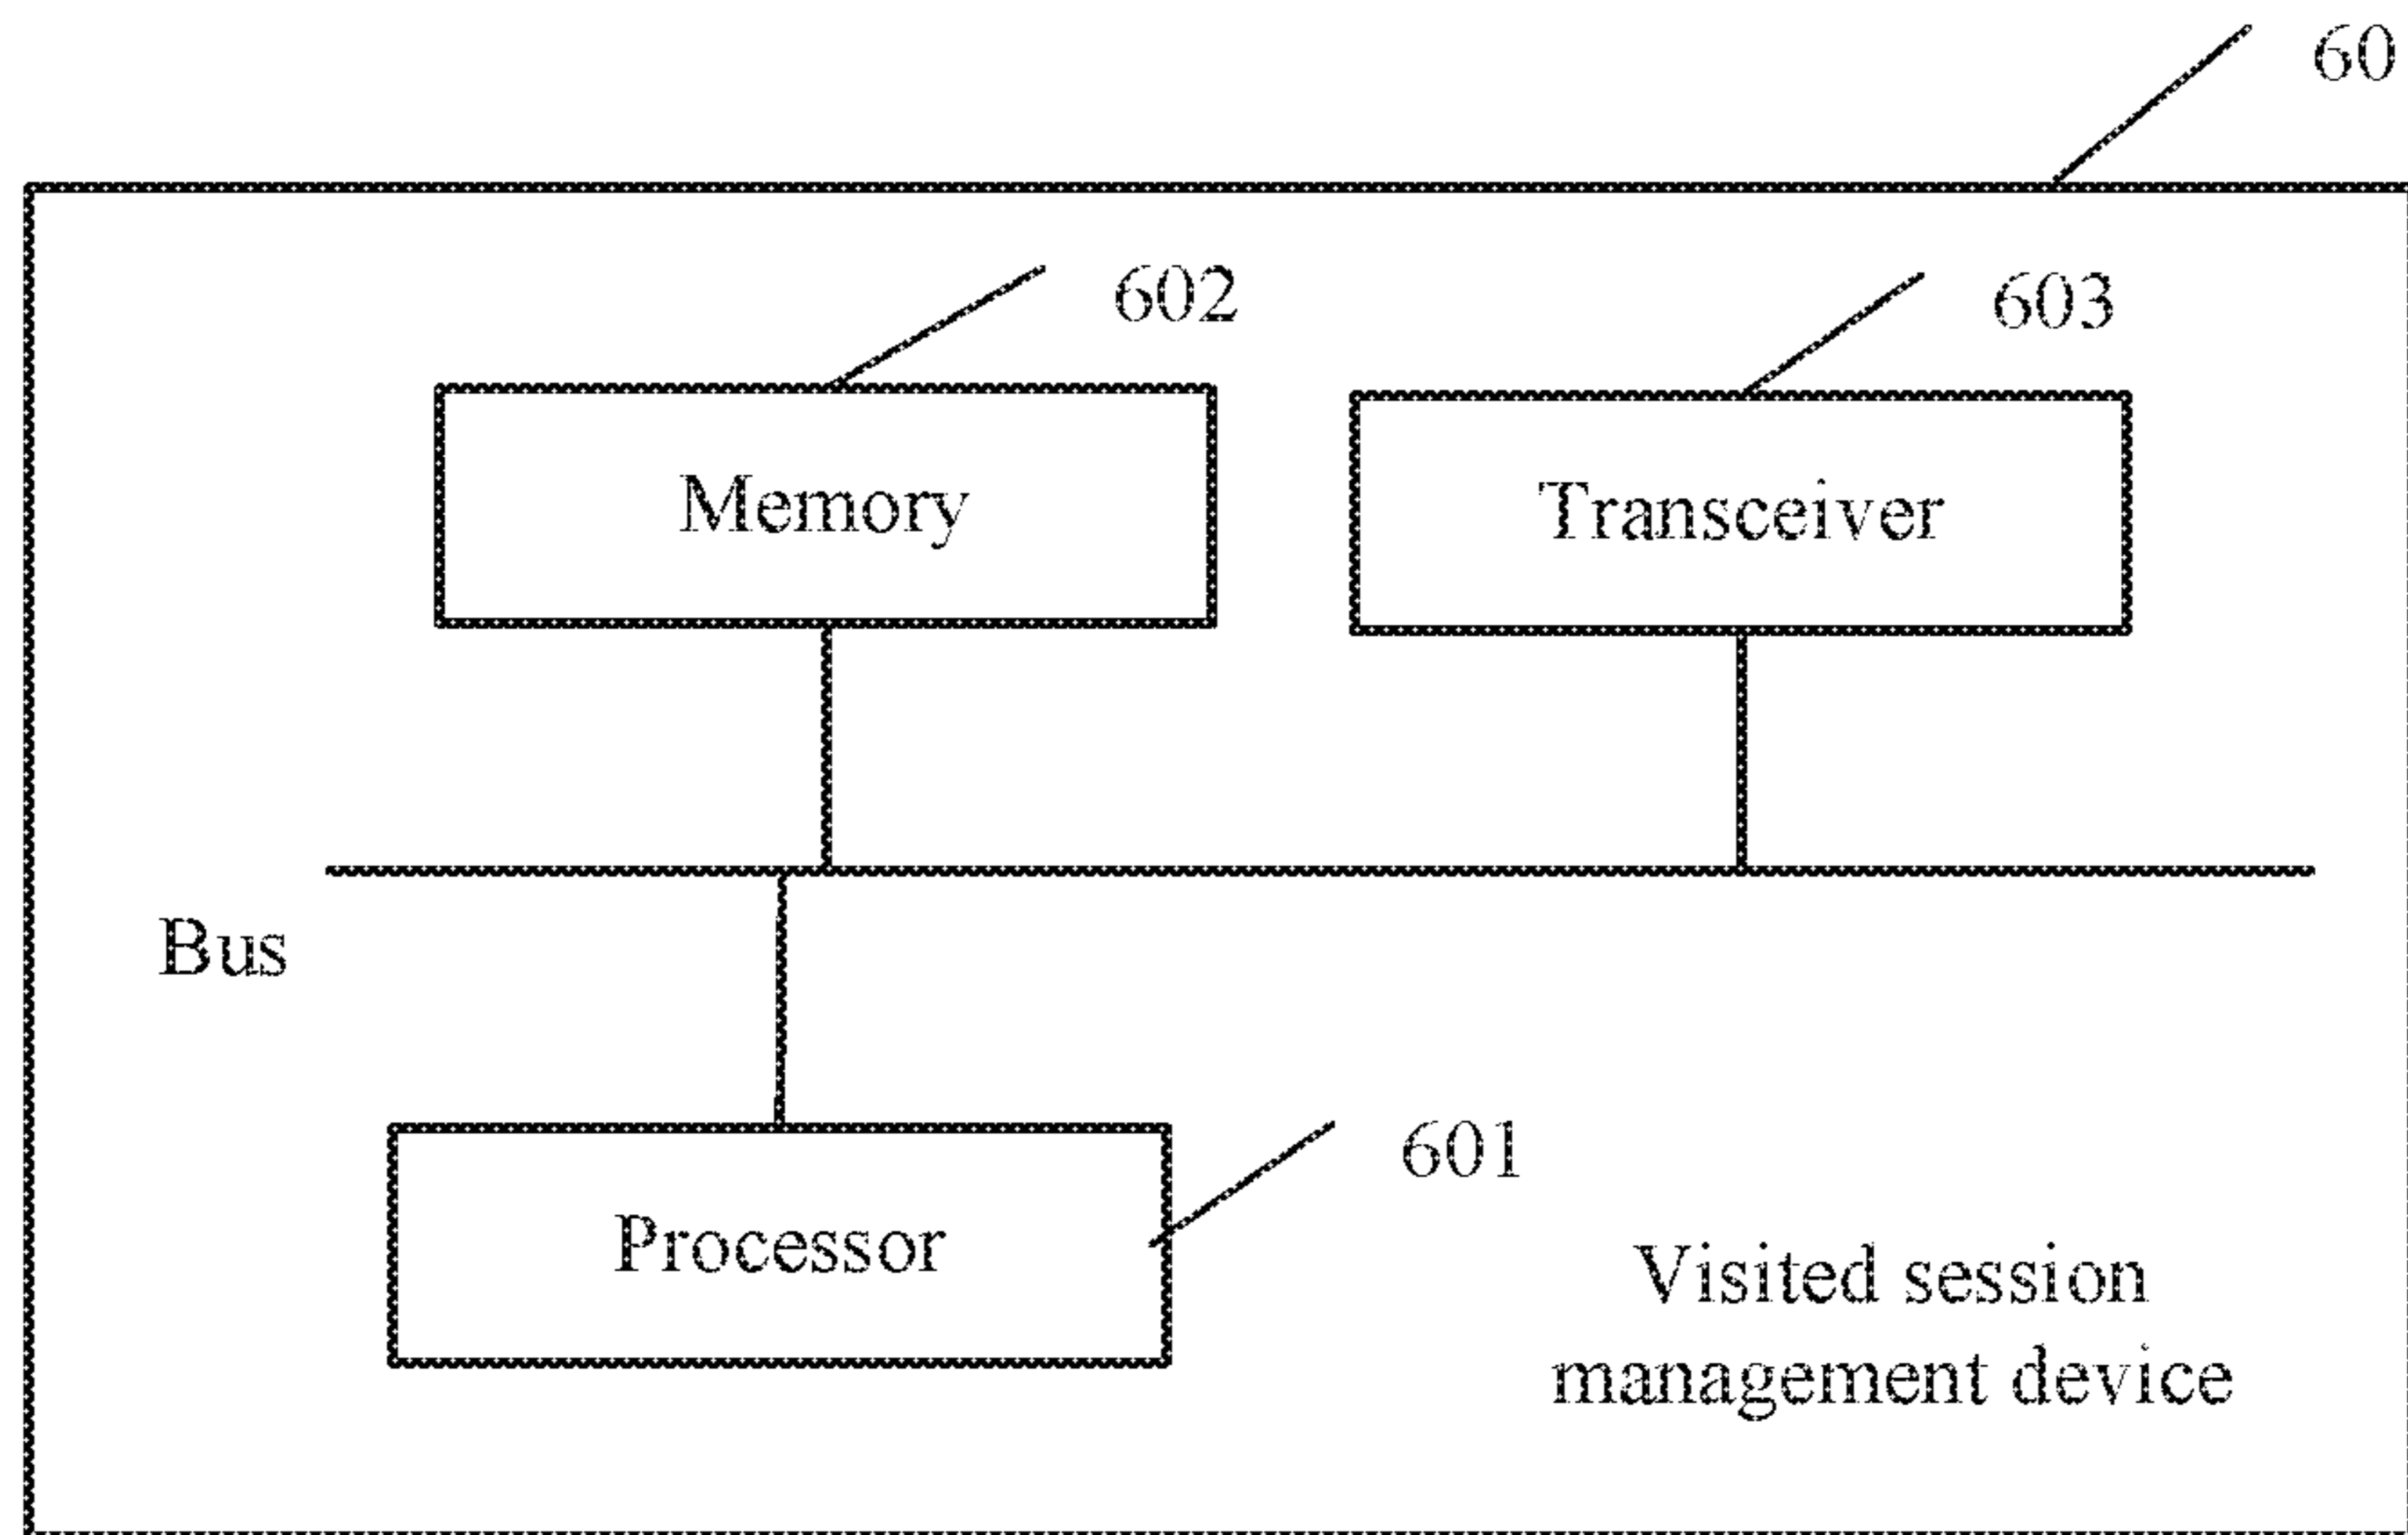 60
602
603
Memory
Transceiver
Bus
601
Processor
Visited session
management device